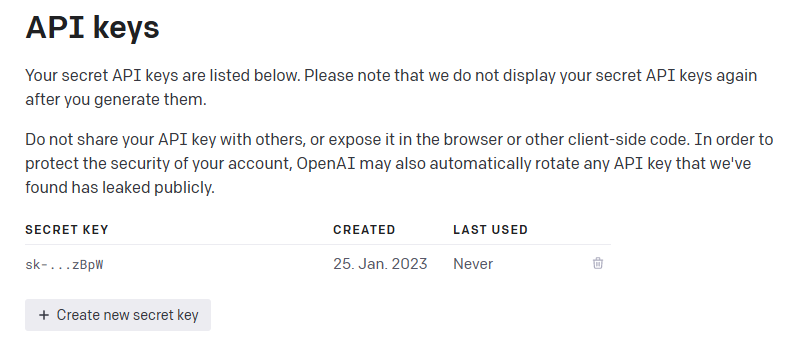 API keys
Your secret API keys are listed below. Please note that we do not display your secret API keys again
after you generate them.
Do not share your API key with others, or expose it in the browser or other client-side code. In order to
protect the security of your account, OpenAI may also automatically rotate any API key that we've
found has leaked publicly.
SECRET KEY CREATED LAST USED
sk-...zBpW 25. Jan. 2023 Never
+ Create new secret key